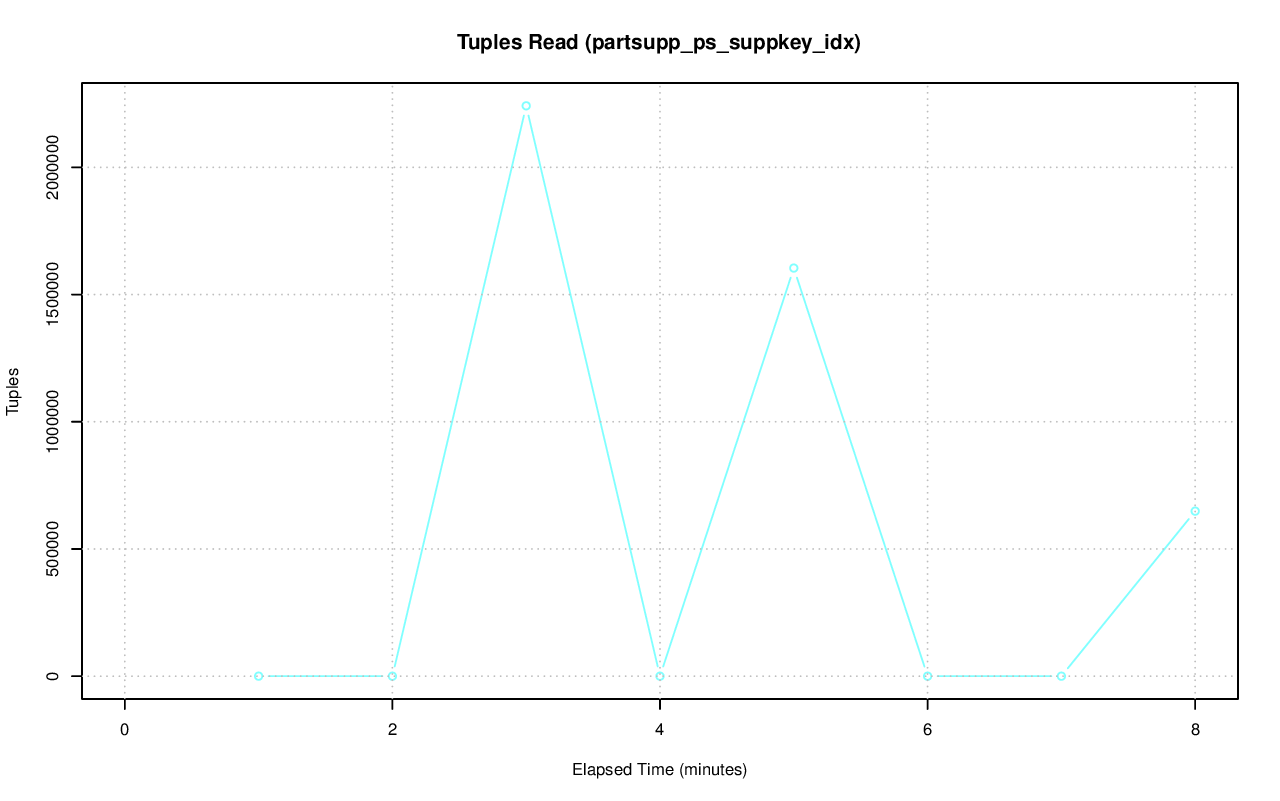 Tuples Read (partsupp_ps_suppkey_idx)
Tuples
2000000
1500000
1000000
500000
0
0 2 4 6 8
Elapsed Time (minutes)